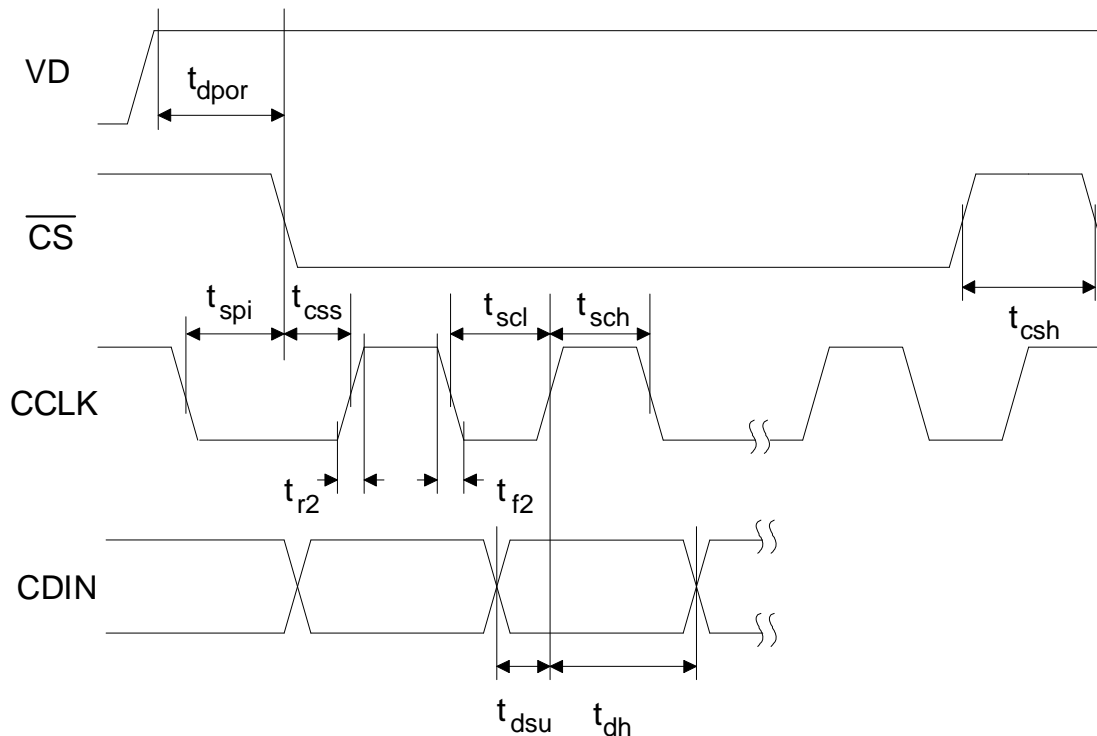 VD
t_dpor
CS
t_spi
t_css
t_scl
t_sch
t_csh
CCLK
t_r2
t_f2
CDIN
t_dsu
t_dh